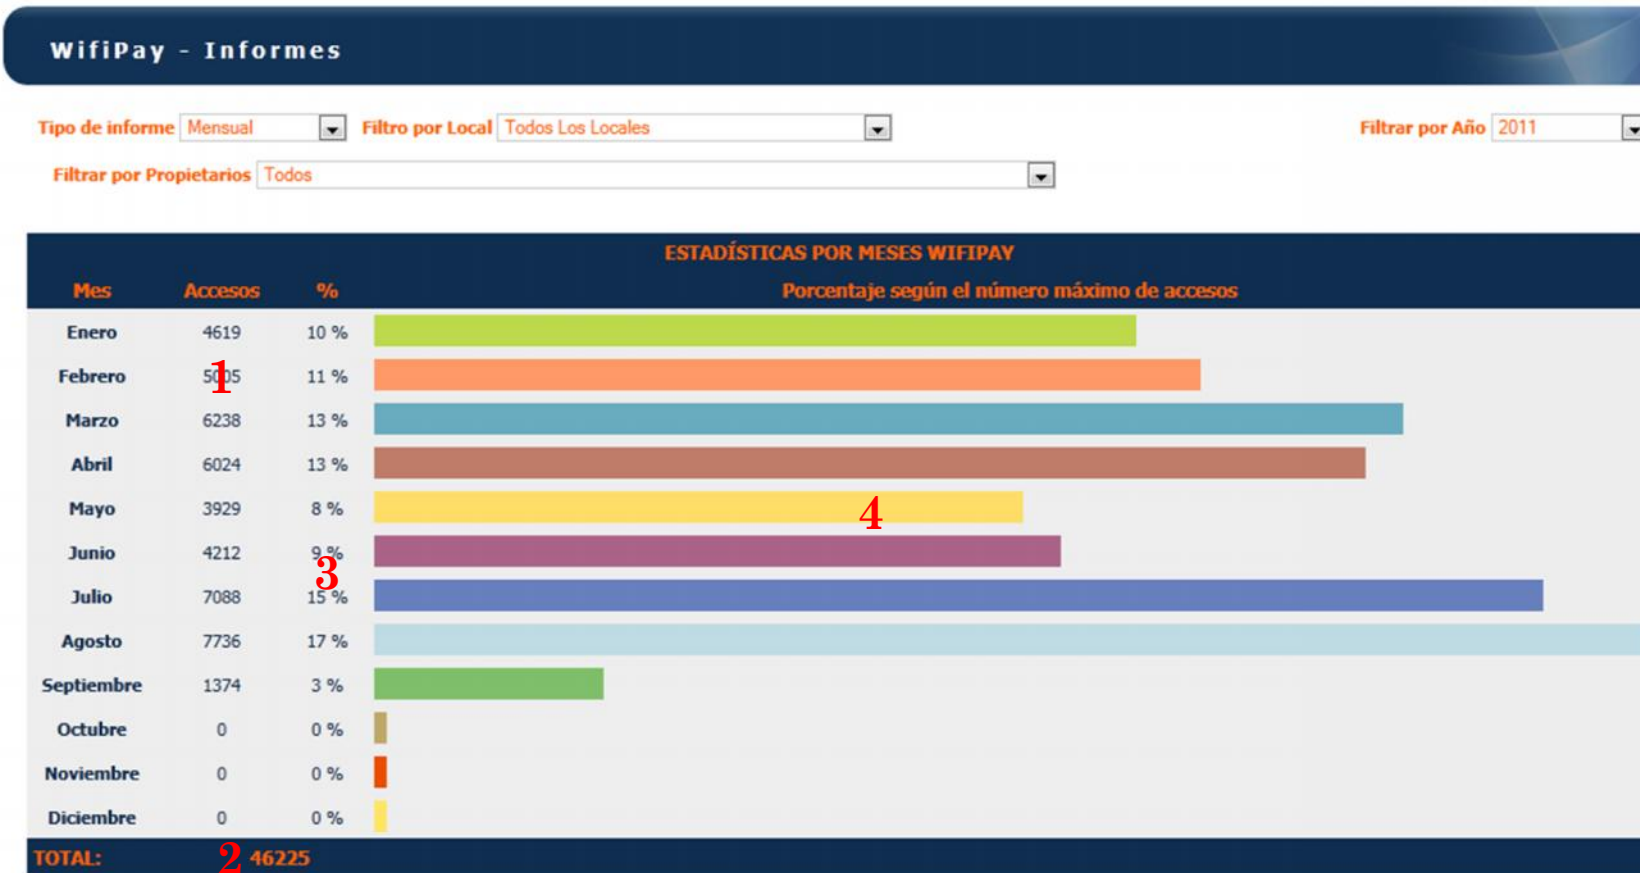 WifiPay - Informes
Tipo de informe Mensual Filtro por Local Todos Los Locales Filtrar por Año 2011
Filtrar por Propietarios Todos
ESTADÍSTICAS POR MESES WIFIPAY
Mes Accesos % Porcentaje según el número máximo de accesos
Enero 4619 10 %
Febrero 5005 11 %
1
Marzo 6238 13 %
Abril 6024 13 %
Mayo 3929 8 %
4
Junio 4212 9 %
3
Julio 7088 15 %
Agosto 7736 17 %
Septiembre 1374 3 %
Octubre 0 0 %
Noviembre 0 0 %
Diciembre 0 0 %
TOTAL: 2 46225